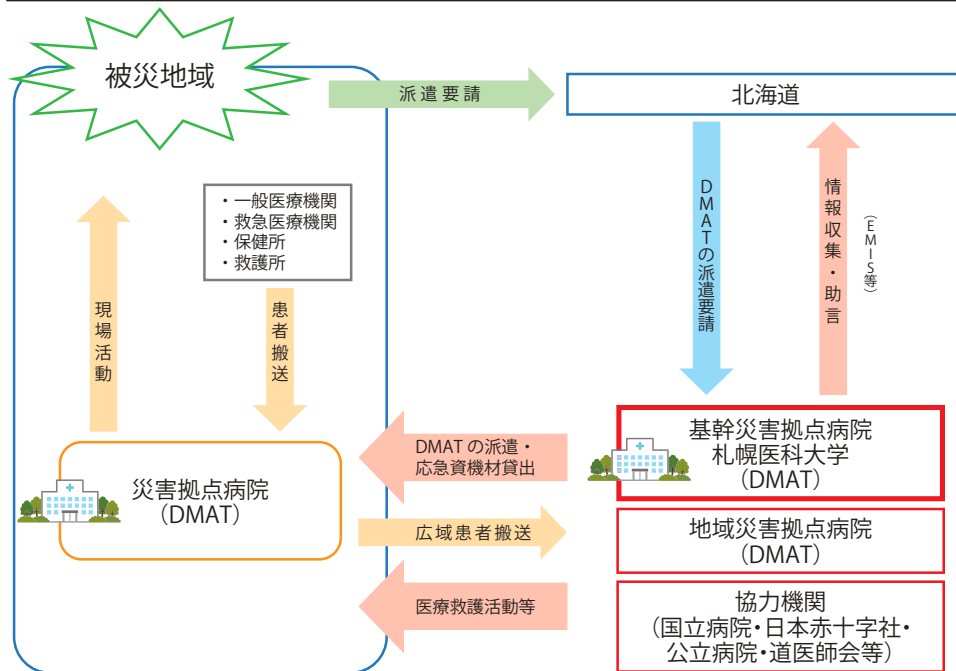 被災地域
派遣要請
北海道
・一般医療機関
・救急医療機関
・保健所
・救護所
DMATの派遣要請
情報収集・助言
（EMIS等）
現場活動
患者搬送
DMATの派遣・
応急資機材貸出
基幹災害拠点病院
札幌医科大学
（DMAT）
災害拠点病院
（DMAT）
広域患者搬送
地域災害拠点病院
（DMAT）
医療救護活動等
協力機関
（国立病院・日本赤十字社・
公立病院・道医師会等）